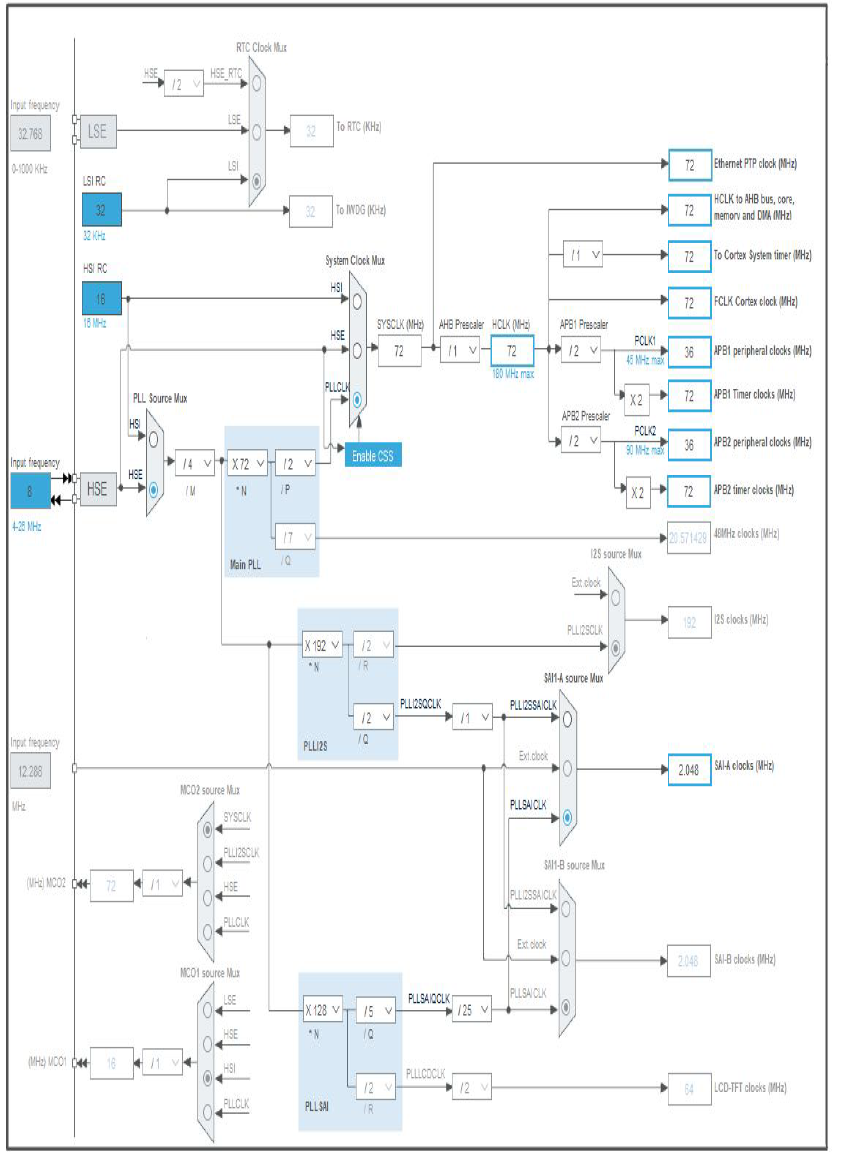 RTC Clock Mux
HSE
/ 2
HSE_RTC
Input frequency
32.768
LSE
LSE
32
To RTC (KHz)
0-1000 KHz
LSI
LSI RC
32
32
To IWDG (KHz)
32 KHz
72
Ethernet PTP clock (MHz)
72
HCLK to AHB bus, core,
memory and DMA (MHz)
/ 1
72
To Cortex System timer (MHz)
HSI RC
16
16 MHz
System Clock Mux
HSI
72
FCLK Cortex clock (MHz)
SYSCLK (MHz)
AHB Prescaler
HCLK (MHz)
APB1 Prescaler
HSE
72
/ 1
72
180 MHz max
/ 2
PCLK1
45 MHz max
36
APB1 peripheral clocks (MHz)
PLLCLK
X 2
72
APB1 Timer clocks (MHz)
PLL Source Mux
HSI
APB2 Prescaler
/ 2
PCLK2
90 MHz max
36
APB2 peripheral clocks (MHz)
Enable CSS
Input frequency
8
4-26 MHz
HSE
HSE
/ 4
/ M
X 72
* N
/ 2
/ P
X 2
72
APB2 timer clocks (MHz)
/ 7
/ Q
20.571429
48MHz clocks (MHz)
Main PLL
I2S source Mux
Ext.clock
PLLI2SCLK
192
I2S clocks (MHz)
X 192
* N
/ 2
/ R
/ 2
/ Q
PLLI2S
PLLI2SQCLK
/ 1
SAI1-A source Mux
PLLI2SSAICLK
Input frequency
12.288
MHz
Ext.clock
2.048
SAI-A clocks (MHz)
PLLSAICLK
MCO2 source Mux
SYSCLK
PLLI2SCLK
HSE
PLLCLK
(MHz) MCO2
72
/ 1
SAI1-B source Mux
PLLI2SSAICLK
Ext.clock
PLLSAICLK
2.048
SAI-B clocks (MHz)
MCO1 source Mux
LSE
HSE
HSI
PLLCLK
(MHz) MCO1
16
/ 1
X 128
* N
/ 5
/ Q
PLLSAIQCLK
/ 25
/ 2
/ R
PLLLCDCLK
/ 2
64
LCD-TFT clocks (MHz)
PLLSAI